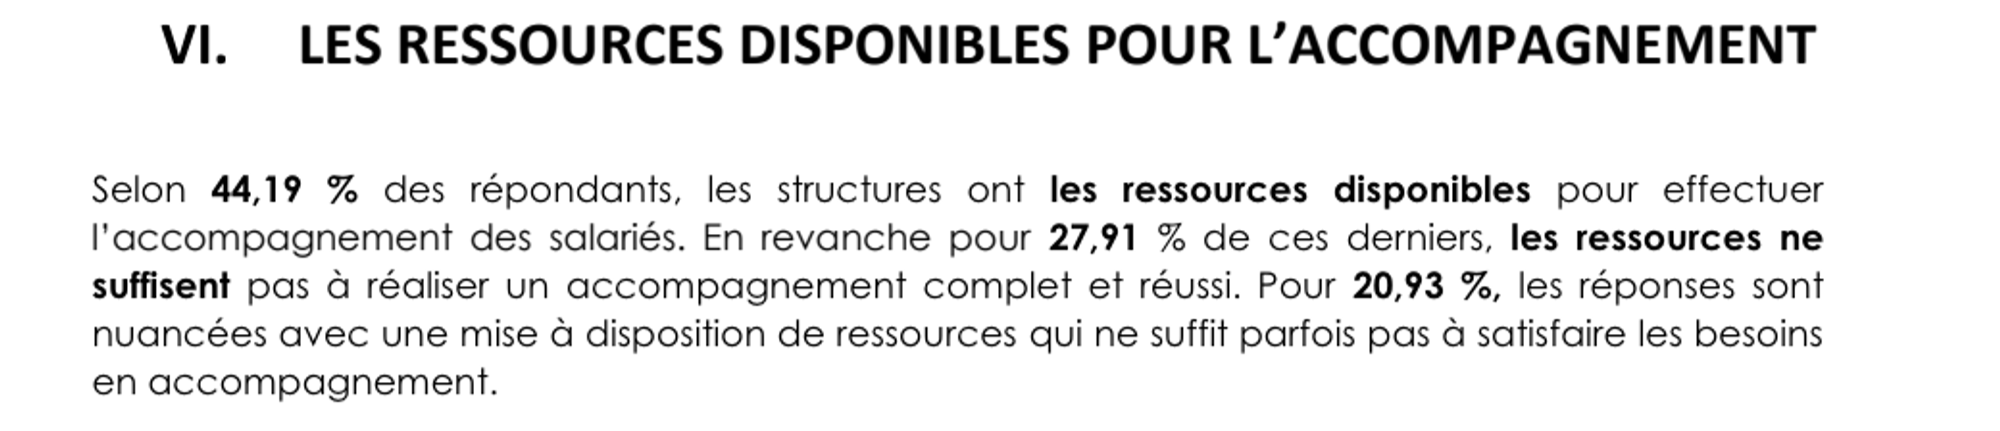 VI. LES RESSOURCES DISPONIBLES POUR L’ACCOMPAGNEMENT
Selon 44,19 % des répondants, les structures ont les ressources disponibles pour effectuer
l’accompagnement des salariés. En revanche pour 27,91 % de ces derniers, les ressources ne
suffisent pas à réaliser un accompagnement complet et réussi. Pour 20,93 %, les réponses sont
nuancées avec une mise à disposition de ressources qui ne suffit parfois pas à satisfaire les besoins
en accompagnement.